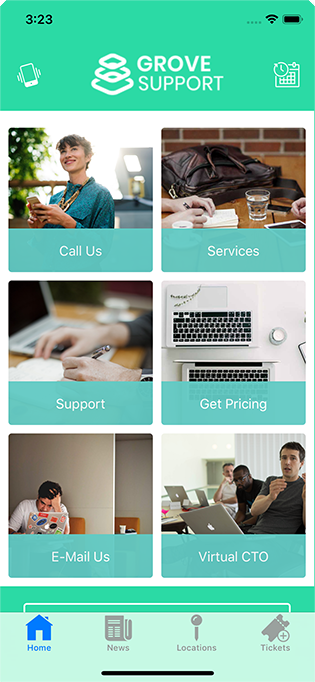 3:23
GROVE
SUPPORT
Call Us
Services
Support
Get Pricing
E-Mail Us
Virtual CTO
Home
News
Locations
Tickets